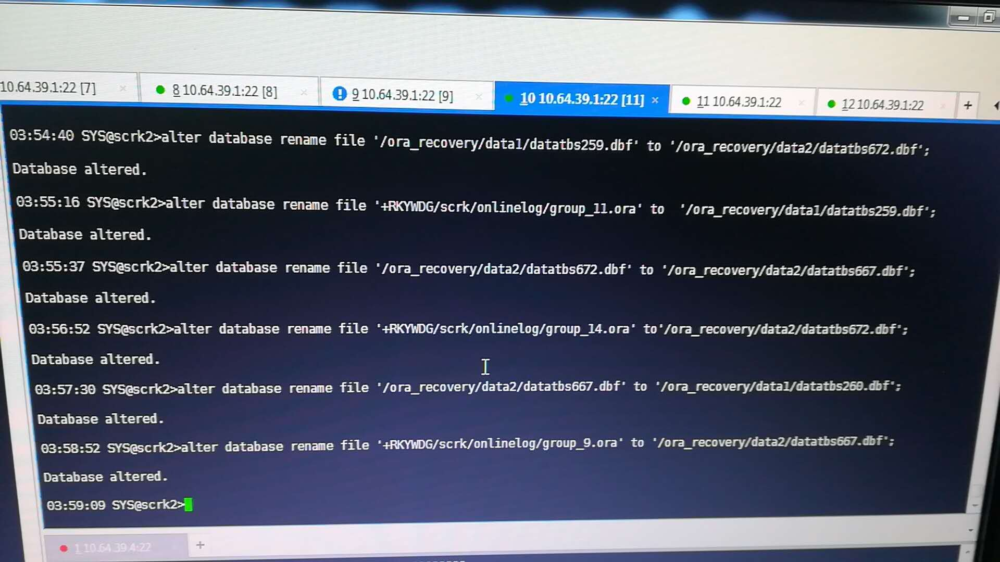 10.64.39.1:22 [7]
8 10.64.39.1:22 [8]
9 10.64.39.1:22 [9]
10 10.64.39.1:22 [11]
11 10.64.39.1:22
12 10.64.39.1:22
03:54:40 SYS@scrk2>alter database rename file '/ora_recovery/data1/datatbs259.dbf' to '/ora_recovery/data2/datatbs672.dbf';
Database altered.
03:55:16 SYS@scrk2>alter database rename file '+RKYWDG/scrk/onlinelog/group_11.ora' to  '/ora_recovery/data1/datatbs259.dbf';
Database altered.
03:55:37 SYS@scrk2>alter database rename file '/ora_recovery/data2/datatbs672.dbf' to '/ora_recovery/data2/datatbs667.dbf';
Database altered.
03:56:52 SYS@scrk2>alter database rename file '+RKYWDG/scrk/onlinelog/group_14.ora' to'/ora_recovery/data2/datatbs672.dbf';
Database altered.
03:57:30 SYS@scrk2>alter database rename file '/ora_recovery/data2/datatbs667.dbf' to '/ora_recovery/data1/datatbs260.dbf';
Database altered.
03:58:52 SYS@scrk2>alter database rename file '+RKYWDG/scrk/onlinelog/group_9.ora' to '/ora_recovery/data2/datatbs667.dbf';
Database altered.
03:59:09 SYS@scrk2>
1 10.64.39.4:22